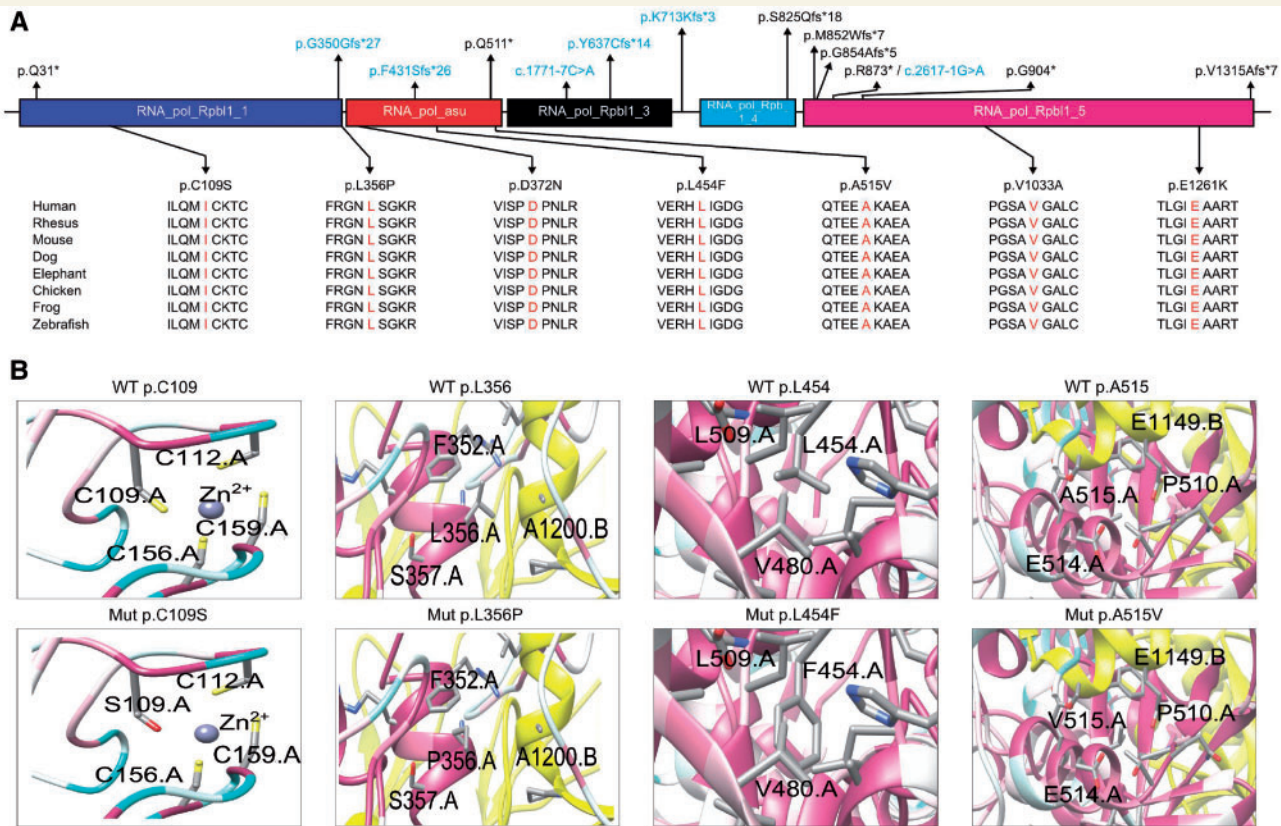 A
p.K713Kfs*3
p.S825Qfs*18
p.G350Gfs*27
p.Q511*
p.Y637Cfs*14
p.M852Wfs*7
p.G854Afs*5
p.Q31*
p.F431Sfs*26
c.1771-7C>A
p.R873* / c.2617-1G>A
p.G904*
p.V1315Afs*7
RNA_pol_Rpbl1_1
RNA_pol_asu
RNA_pol_Rpbl1_3
RNA_pol_Rpb
1_4
RNA_pol_Rpbl1_5
p.C109S p.L356P p.D372N p.L454F p.A515V p.V1033A p.E1261K
Human ILQM I CKTC FRGN L SGKR VISP D PNLR VERH L IGDG QTEE A KAEA PGSA V GALC TLGI E AART
Rhesus ILQM I CKTC FRGN L SGKR VISP D PNLR VERH L IGDG QTEE A KAEA PGSA V GALC TLGI E AART
Mouse ILQM I CKTC FRGN L SGKR VISP D PNLR VERH L IGDG QTEE A KAEA PGSA V GALC TLGI E AART
Dog ILQM I CKTC FRGN L SGKR VISP D PNLR VERH L IGDG QTEE A KAEA PGSA V GALC TLGI E AART
Elephant ILQM I CKTC FRGN L SGKR VISP D PNLR VERH L IGDG QTEE A KAEA PGSA V GALC TLGI E AART
Chicken ILQM I CKTC FRGN L SGKR VISP D PNLR VERH L IGDG QTEE A KAEA PGSA V GALC TLGI E AART
Frog ILQM I CKTC FRGN L SGKR VISP D PNLR VERH L IGDG QTEE A KAEA PGSA V GALC TLGI E AART
Zebrafish ILQM I CKTC FRGN L SGKR VISP D PNLR VERH L IGDG QTEE A KAEA PGSA V GALC TLGI E AART
B
WT p.C109
C112.A
C109.A
Zn²⁺
C159.A
C156.A
WT p.L356
F352.A
L356.A
A1200.B
S357.A
WT p.L454
L509.A
L454.A
V480.A
WT p.A515
E1149.B
A515.A
P510.A
E514.A
Mut p.C109S
C112.A
S109.A
Zn²⁺
C159.A
C156.A
Mut p.L356P
F352.A
P356.A
A1200.B
S357.A
Mut p.L454F
L509.A
F454.A
V480.A
Mut p.A515V
E1149.B
V515.A
P510.A
E514.A